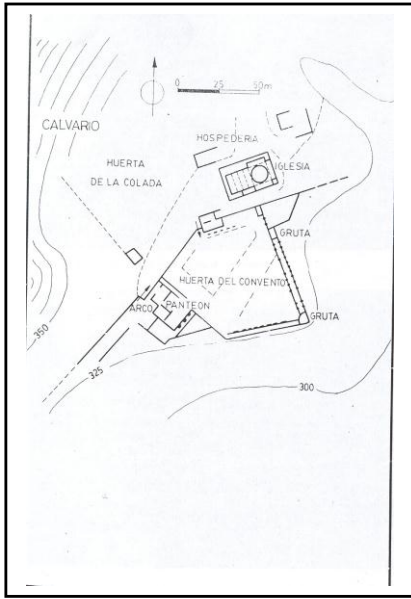 0 25 50m
CALVARIO
HOSPEDERIA
HUERTA
DE LA COLADA
IGLESIA
GRUTA
HUERTA DEL CONVENTO
ARCO
PANTEON
GRUTA
350
325
300